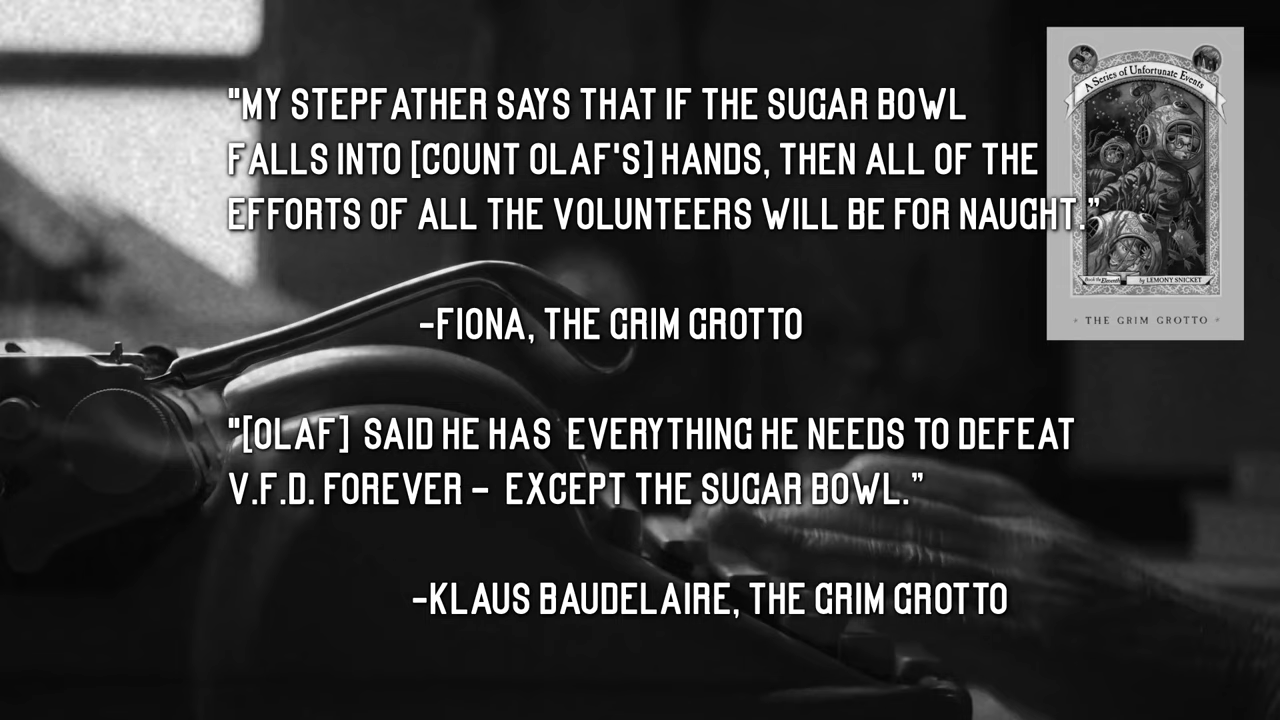 "MY STEPFATHER SAYS THAT IF THE SUGAR BOWL
FALLS INTO [COUNT OLAF'S] HANDS, THEN ALL OF THE
EFFORTS OF ALL THE VOLUNTEERS WILL BE FOR NAUGHT.”
-FIONA, THE GRIM GROTTO
"[OLAF] SAID HE HAS EVERYTHING HE NEEDS TO DEFEAT
V.F.D. FOREVER - EXCEPT THE SUGAR BOWL.”
-KLAUS BAUDELAIRE, THE GRIM GROTTO
A Series of Unfortunate Events
Book the Eleventh by LEMONY SNICKET
* THE GRIM GROTTO *